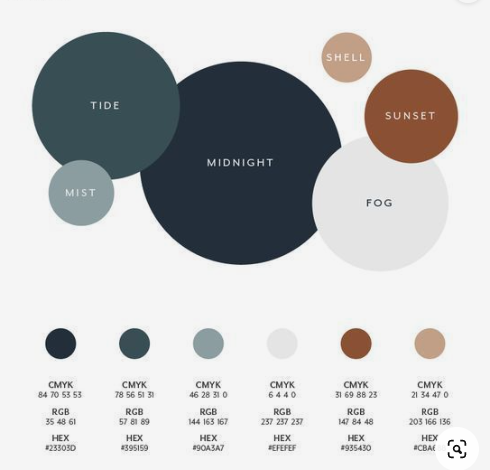 SHELL
TIDE
SUNSET
MIDNIGHT
MIST
FOG
CMYK CMYK CMYK CMYK CMYK CMYK
84 70 53 53 78 56 51 31 46 28 31 0 6 4 4 0 31 69 88 23 21 34 47 0
RGB RGB RGB RGB RGB RGB
35 48 61 57 81 89 144 163 167 237 237 237 147 84 48 203 166 136
HEX HEX HEX HEX HEX HEX
#23303D #395159 #90A3A7 #EFEFEF #935430